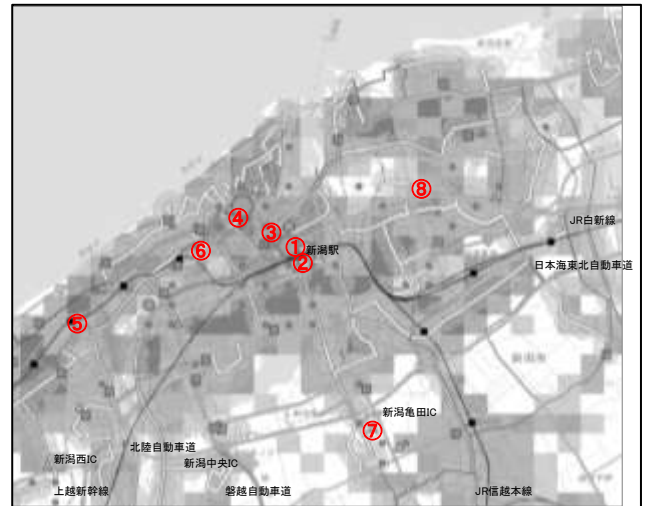 ⑧
④
③
JR白新線
⑥
①
新潟駅
②
日本海東北自動車道
⑤
新潟亀田IC
⑦
北陸自動車道
新潟西IC
新潟中央IC
上越新幹線
磐越自動車道
JR信越本線